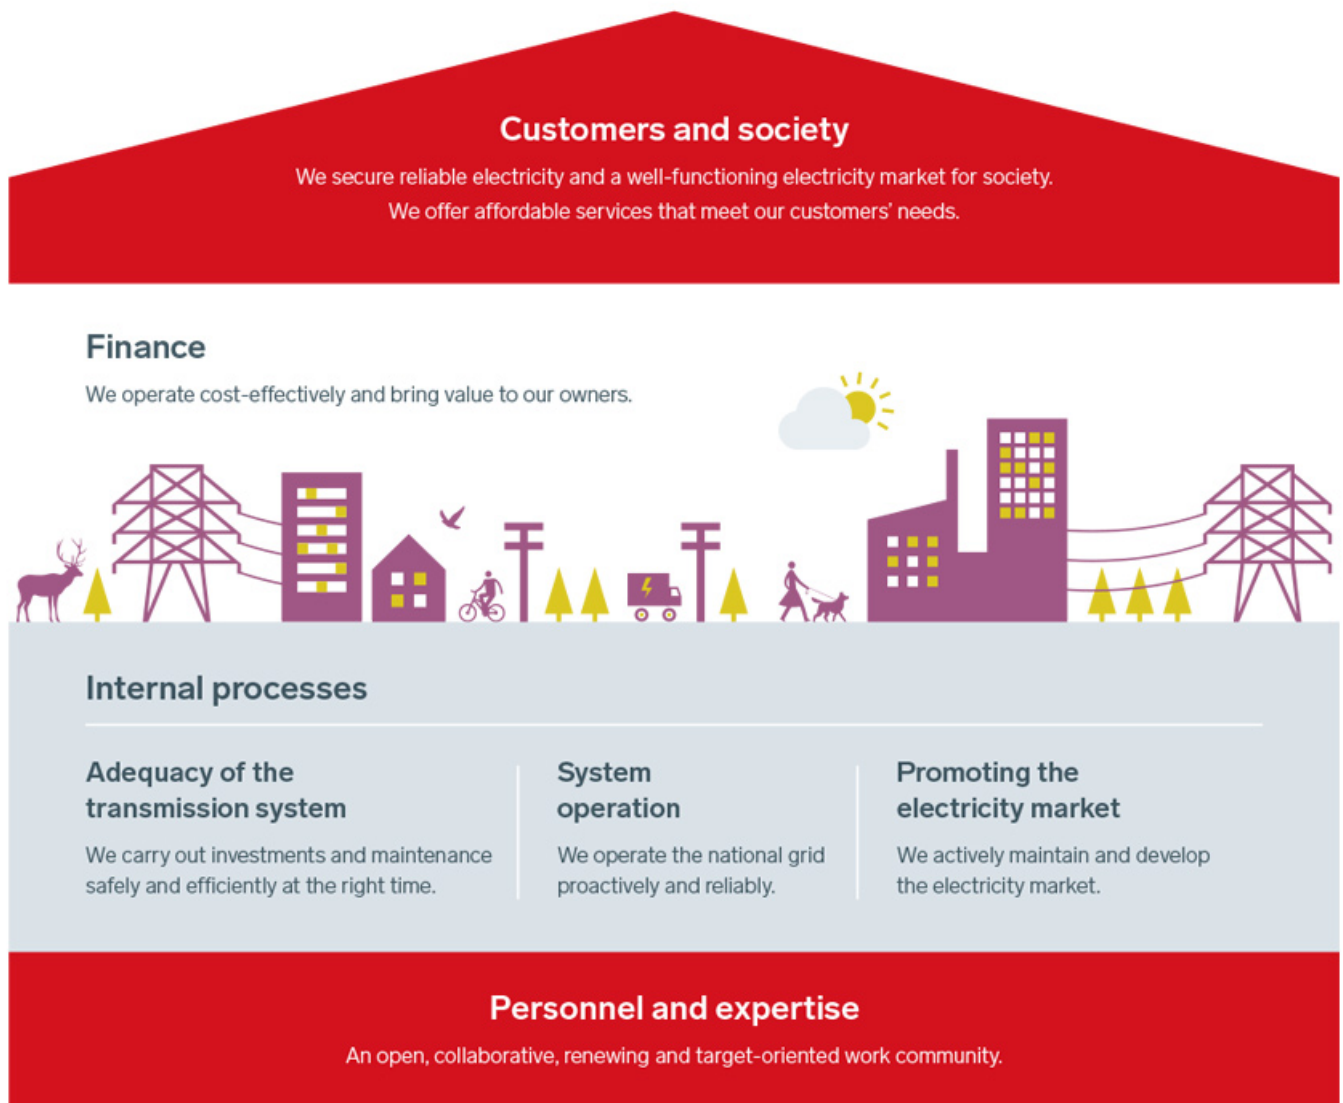 Customers and society
We secure reliable electricity and a well-functioning electricity market for society.
We offer affordable services that meet our customers’ needs.
Finance
We operate cost-effectively and bring value to our owners.
Internal processes
Adequacy of the
transmission system
We carry out investments and maintenance
safely and efficiently at the right time.
System
operation
We operate the national grid
proactively and reliably.
Promoting the
electricity market
We actively maintain and develop
the electricity market.
Personnel and expertise
An open, collaborative, renewing and target-oriented work community.